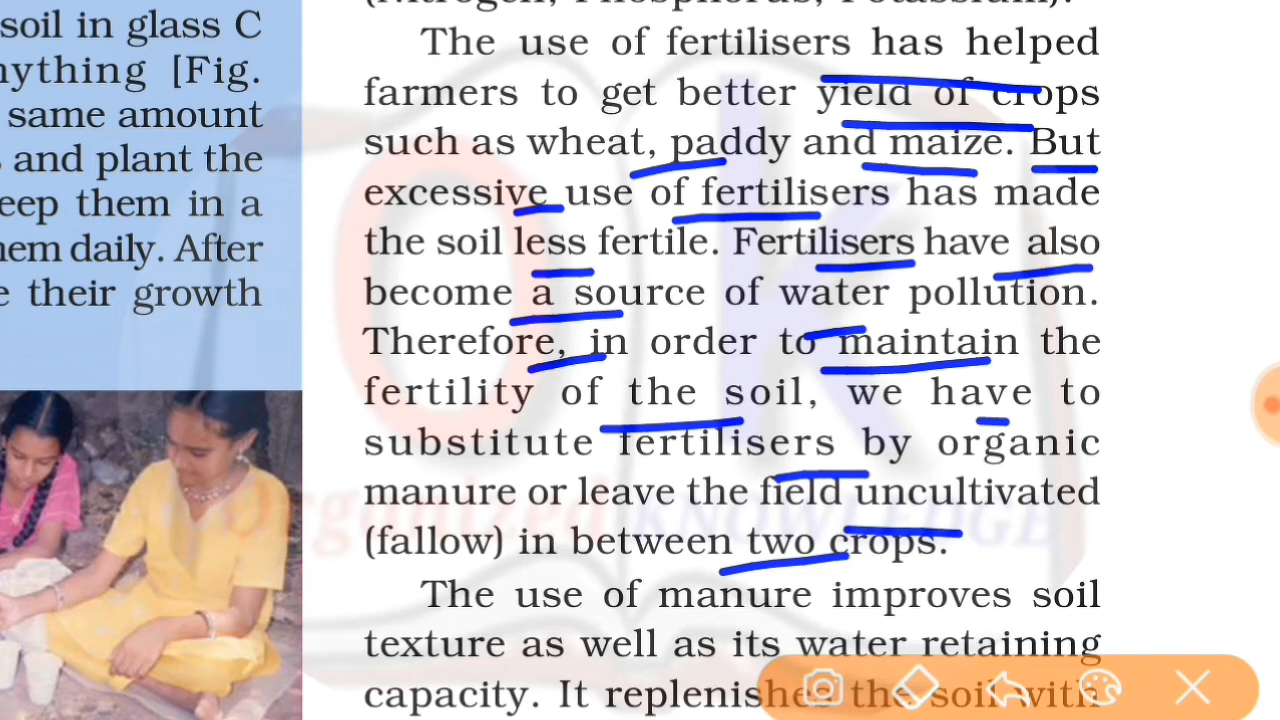 soil in glass C
nything [Fig.
same amount
and plant the
eep them in a
hem daily. After
e their growth
(Nitrogen, Phosphorus, Potassium).
The use of fertilisers has helped
farmers to get better yield of crops
such as wheat, paddy and maize. But
excessive use of fertilisers has made
the soil less fertile. Fertilisers have also
become a source of water pollution.
Therefore, in order to maintain the
fertility of the soil, we have to
substitute fertilisers by organic
manure or leave the field uncultivated
(fallow) in between two crops.
The use of manure improves soil
texture as well as its water retaining
capacity. It replenishes the soil with
Organized KNOWLEDGE